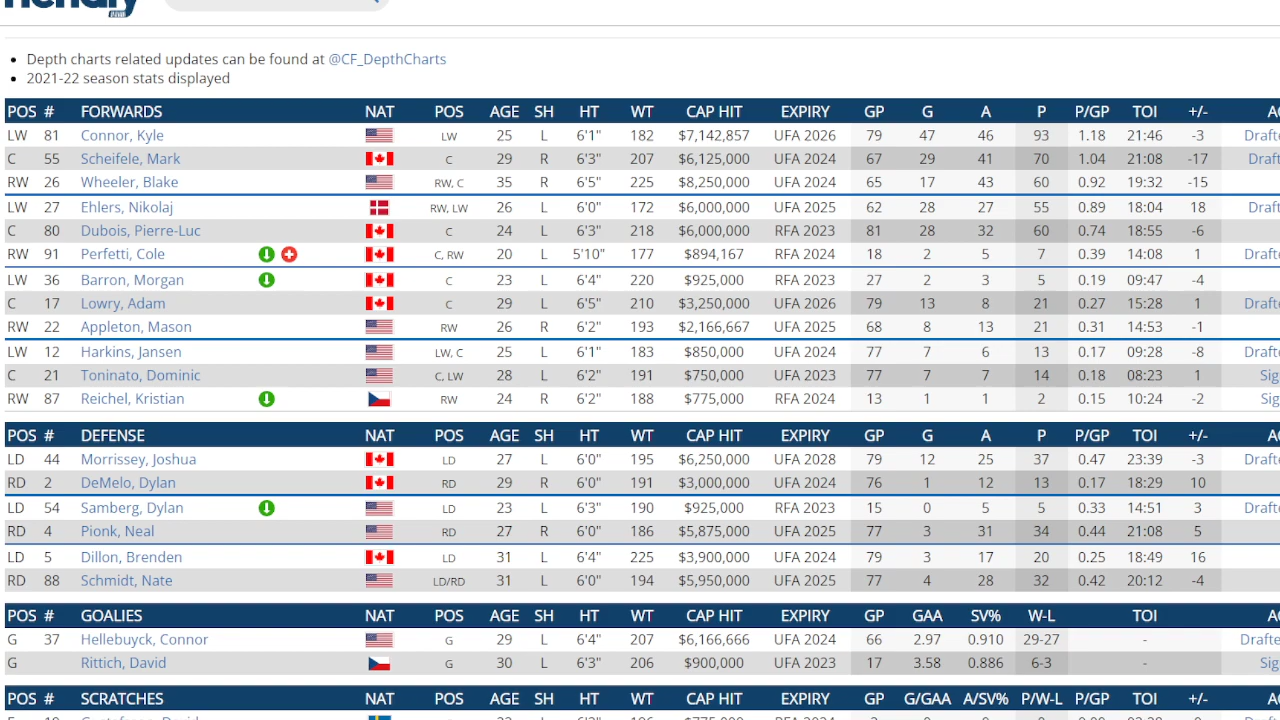 Depth charts related updates can be found at @CF_DepthCharts
2021-22 season stats displayed
POS # FORWARDS NAT POS AGE SH HT WT CAP HIT EXPIRY GP G A P P/GP TOI +/-
LW 81 Connor, Kyle LW 25 L 6'1" 182 $7,142,857 UFA 2026 79 47 46 93 1.18 21:46 -3 Drafte
C 55 Scheifele, Mark C 29 R 6'3" 207 $6,125,000 UFA 2024 67 29 41 70 1.04 21:08 -17 Draft
RW 26 Wheeler, Blake RW, C 35 R 6'5" 225 $8,250,000 UFA 2024 65 17 43 60 0.92 19:32 -15
LW 27 Ehlers, Nikolaj RW, LW 26 L 6'0" 172 $6,000,000 UFA 2025 62 28 27 55 0.89 18:04 18 Draft
C 80 Dubois, Pierre-Luc C 24 L 6'3" 218 $6,000,000 RFA 2023 81 28 32 60 0.74 18:55 -6
RW 91 Perfetti, Cole C, RW 20 L 5'10" 177 $894,167 RFA 2024 18 2 5 7 0.39 14:08 1 Drafte
LW 36 Barron, Morgan C 23 L 6'4" 220 $925,000 RFA 2023 27 2 3 5 0.19 09:47 -4
C 17 Lowry, Adam C 29 L 6'5" 210 $3,250,000 UFA 2026 79 13 8 21 0.27 15:28 1 Drafte
RW 22 Appleton, Mason RW 26 R 6'2" 193 $2,166,667 UFA 2025 68 8 13 21 0.31 14:53 -1
LW 12 Harkins, Jansen LW, C 25 L 6'1" 183 $850,000 UFA 2024 77 7 6 13 0.17 09:28 -8 Drafte
C 21 Toninato, Dominic C, LW 28 L 6'2" 191 $750,000 UFA 2023 77 7 7 14 0.18 08:23 1 Sig
RW 87 Reichel, Kristian RW 24 R 6'2" 188 $775,000 RFA 2024 13 1 1 2 0.15 10:24 -2 Sig
POS # DEFENSE NAT POS AGE SH HT WT CAP HIT EXPIRY GP G A P P/GP TOI +/-
LD 44 Morrissey, Joshua LD 27 L 6'0" 195 $6,250,000 UFA 2028 79 12 25 37 0.47 23:39 -3 Drafte
RD 2 DeMelo, Dylan RD 29 R 6'0" 191 $3,000,000 UFA 2024 76 1 12 13 0.17 18:29 10
LD 54 Samberg, Dylan LD 23 L 6'3" 190 $925,000 RFA 2023 15 0 5 5 0.33 14:51 3 Drafte
RD 4 Pionk, Neal RD 27 R 6'0" 186 $5,875,000 UFA 2025 77 3 31 34 0.44 21:08 5
LD 5 Dillon, Brenden LD 31 L 6'4" 225 $3,900,000 UFA 2024 79 3 17 20 0.25 18:49 16
RD 88 Schmidt, Nate LD/RD 31 L 6'0" 194 $5,950,000 UFA 2025 77 4 28 32 0.42 20:12 -4
POS # GOALIES NAT POS AGE SH HT WT CAP HIT EXPIRY GP GAA SV% W-L TOI
G 37 Hellebuyck, Connor G 29 L 6'4" 207 $6,166,666 UFA 2024 66 2.97 0.910 29-27 - Drafte
G Rittich, David G 30 L 6'3" 206 $900,000 UFA 2023 17 3.58 0.886 6-3 - Sig
POS # SCRATCHES NAT POS AGE SH HT WT CAP HIT EXPIRY GP G/GAA A/SV% P/W-L P/GP TOI +/-